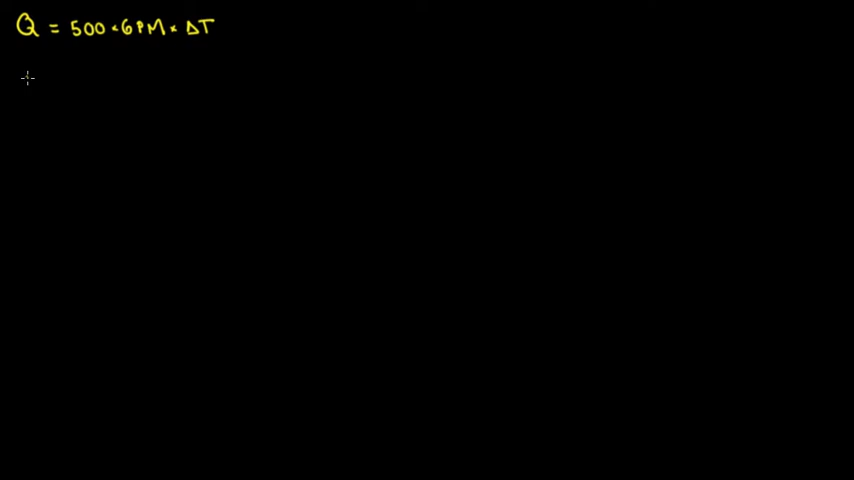 Q = 500 × GPM × ΔT